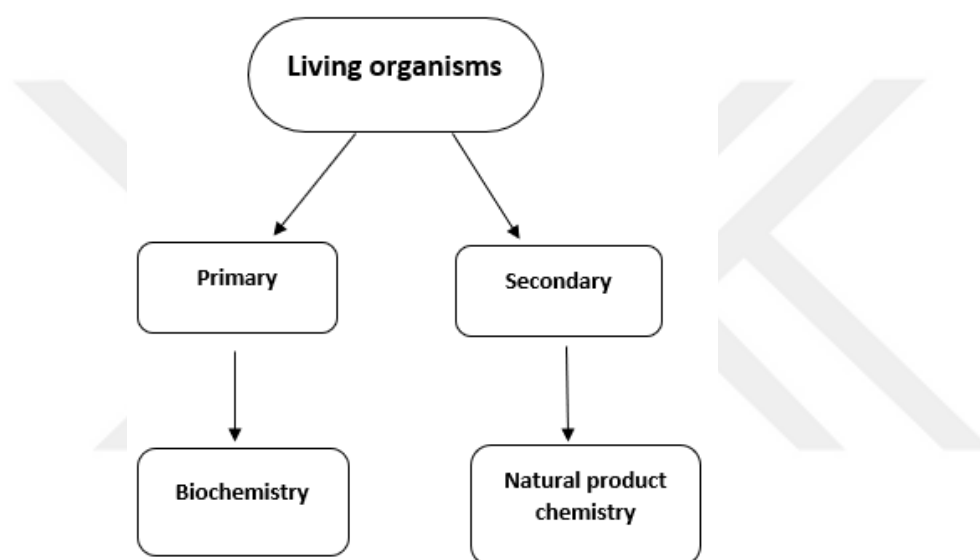 Living organisms
Primary
Secondary
Biochemistry
Natural product
chemistry